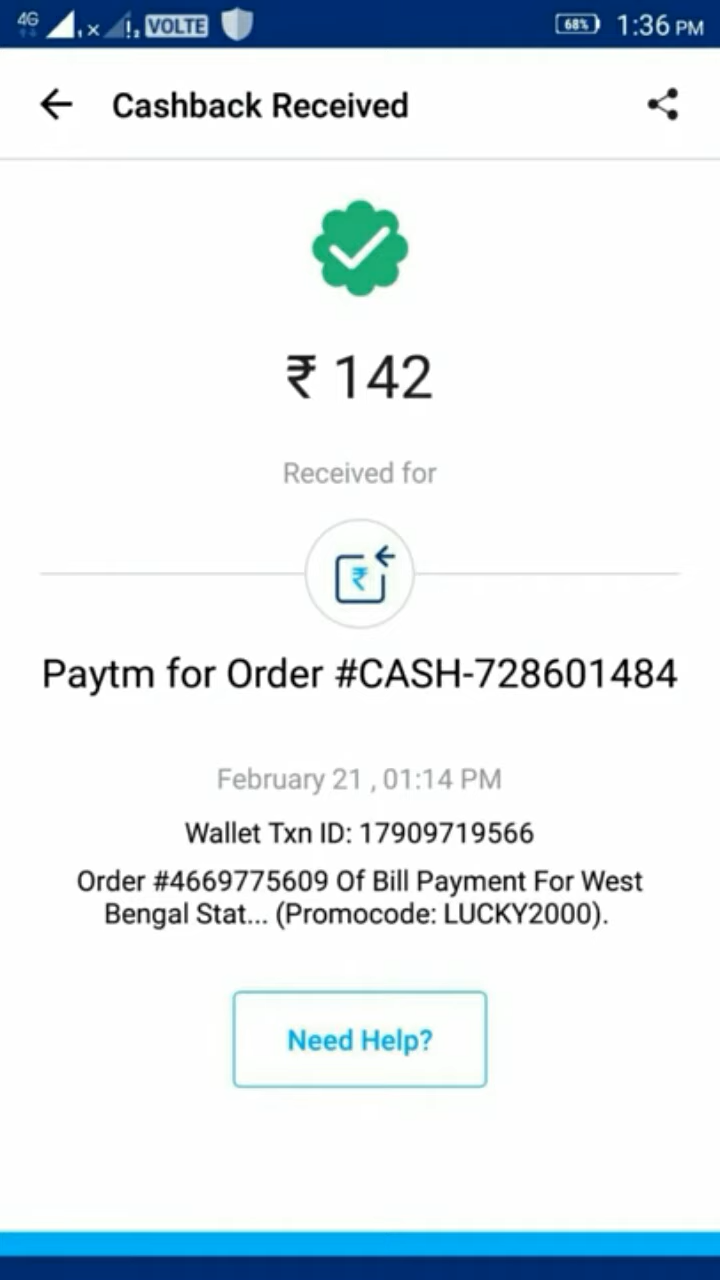 4G VOLTE 68% 1:36 PM
Cashback Received
₹ 142
Received for
₹
Paytm for Order #CASH-728601484
February 21 , 01:14 PM
Wallet Txn ID: 17909719566
Order #4669775609 Of Bill Payment For West
Bengal Stat... (Promocode: LUCKY2000).
Need Help?